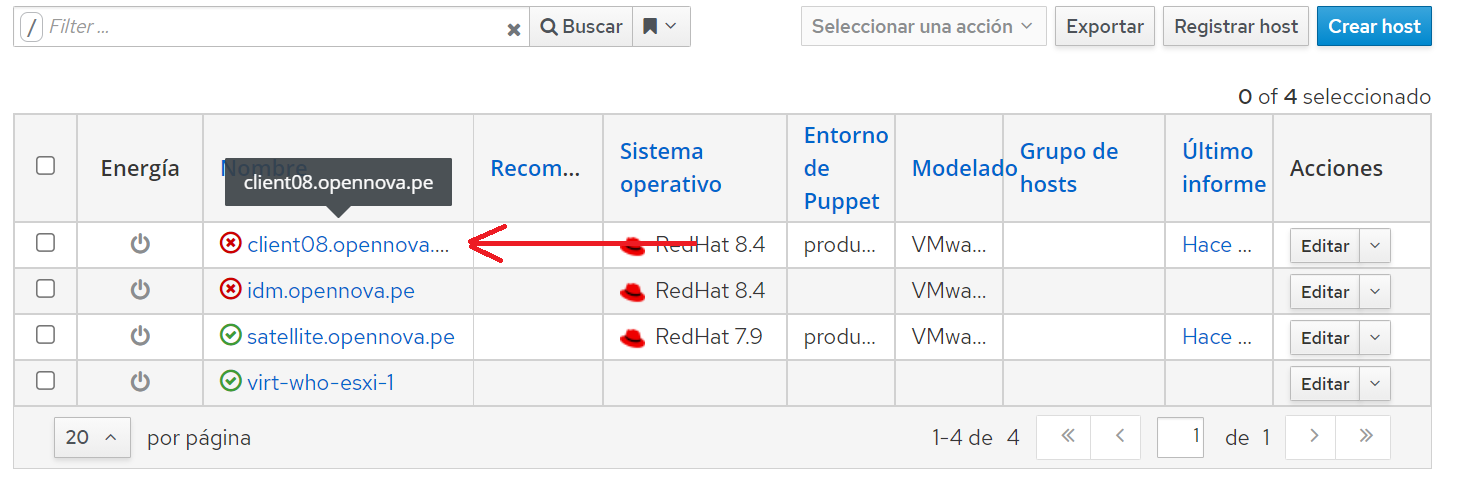 / Filter ... Buscar Seleccionar una acción Exportar Registrar host Crear host
0 of 4 seleccionado
Energía Nombre Recom... Sistema operativo Entorno de Puppet Modelado Grupo de hosts Último informe Acciones
client08.opennova.pe
client08.opennova.... RedHat 8.4 produ... VMwa... Hace ... Editar
idm.opennova.pe RedHat 8.4 VMwa... Editar
satellite.opennova.pe RedHat 7.9 produ... VMwa... Hace ... Editar
virt-who-esxi-1 Editar
20 por página 1-4 de 4 1 de 1